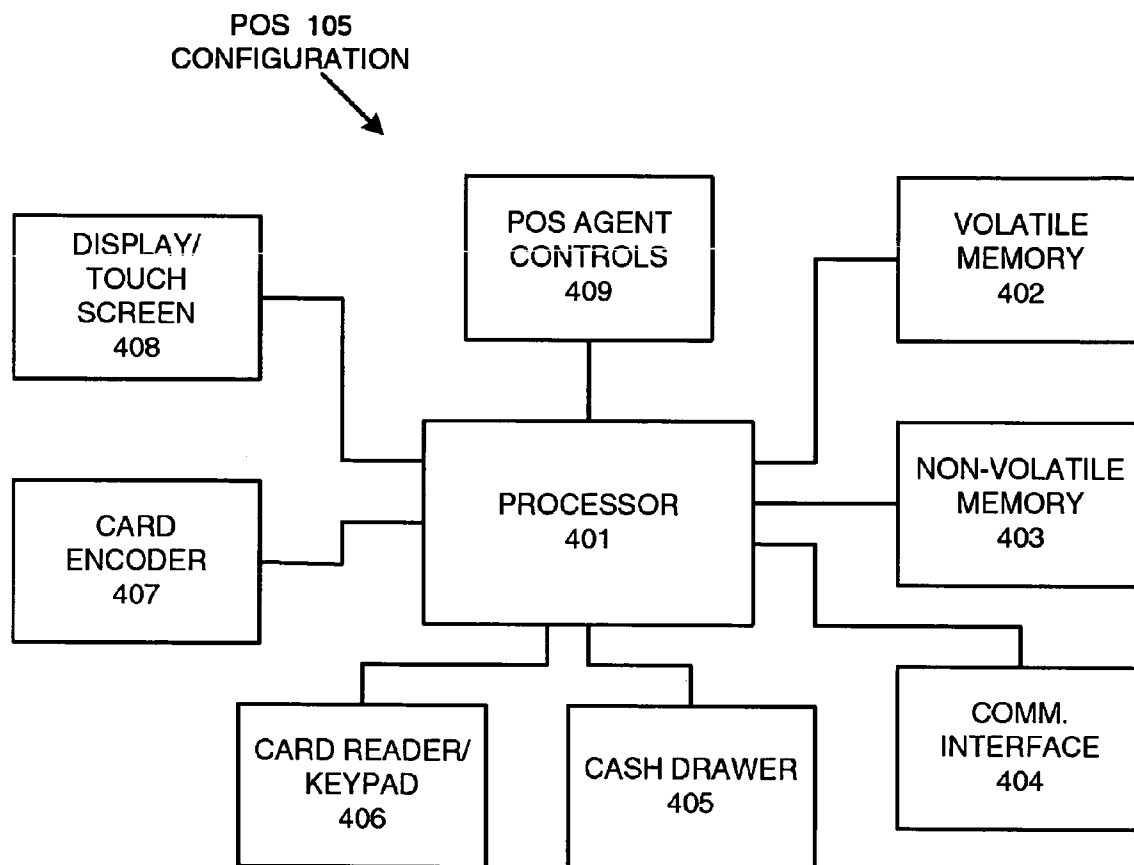 POS 105
CONFIGURATION
POS AGENT
CONTROLS
409
VOLATILE
MEMORY
402
DISPLAY/
TOUCH
SCREEN
408
PROCESSOR
401
NON-VOLATILE
MEMORY
403
CARD
ENCODER
407
CARD READER/
KEYPAD
406
CASH DRAWER
405
COMM.
INTERFACE
404